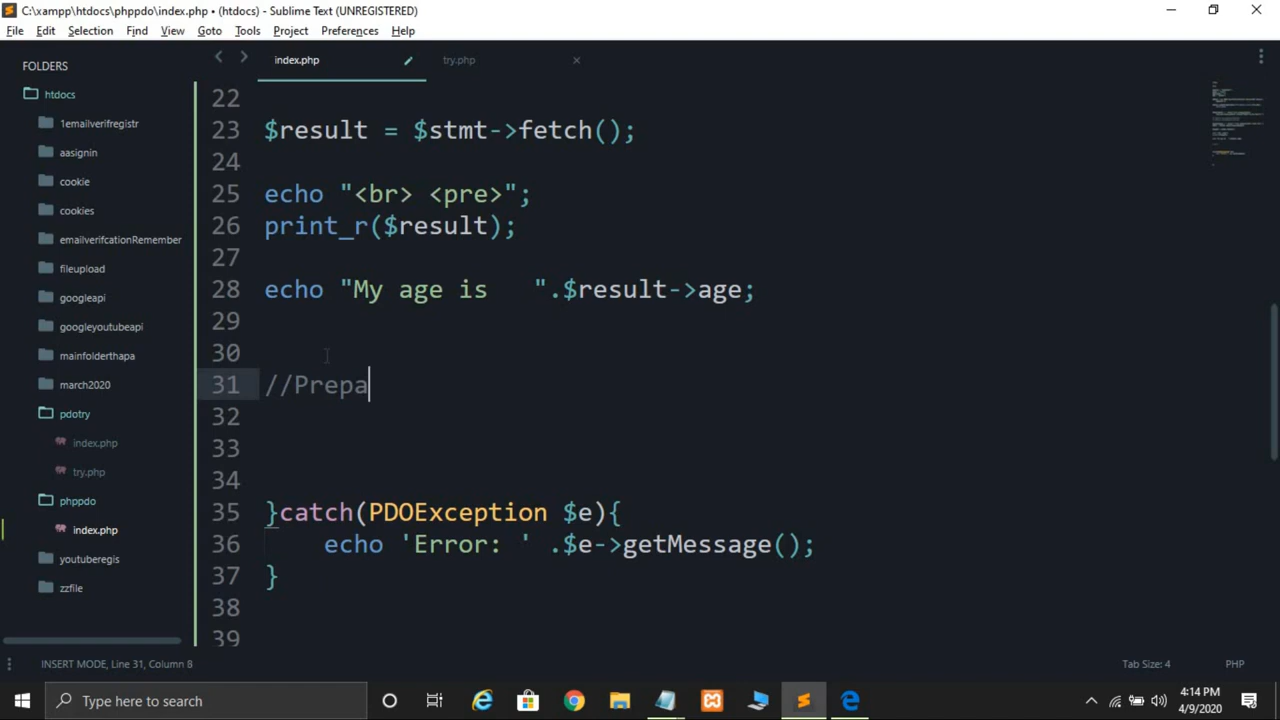 C:\xampp\htdocs\phppdo\index.php • (htdocs) - Sublime Text (UNREGISTERED)
File Edit Selection Find View Goto Tools Project Preferences Help
FOLDERS
htdocs
1emailverifregistr
aasignin
cookie
cookies
emailverifcationRemember
fileupload
googleapi
googleyoutubeapi
mainfolderthapa
march2020
pdotry
index.php
try.php
phppdo
index.php
youtuberegis
zzfile
index.php try.php
22
23 $result = $stmt->fetch();
24
25 echo "<br> <pre>";
26 print_r($result);
27
28 echo "My age is   ".$result->age;
29
30
31 //Prepa
32
33
34
35 }catch(PDOException $e){
36     echo 'Error: ' .$e->getMessage();
37 }
38
39
INSERT MODE, Line 31, Column 8 Tab Size: 4 PHP
Type here to search
4:14 PM
4/9/2020